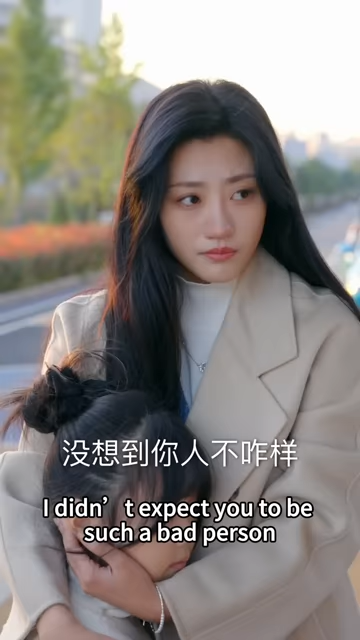 没想到你人不咋样
I didn’t expect you to be
such a bad person